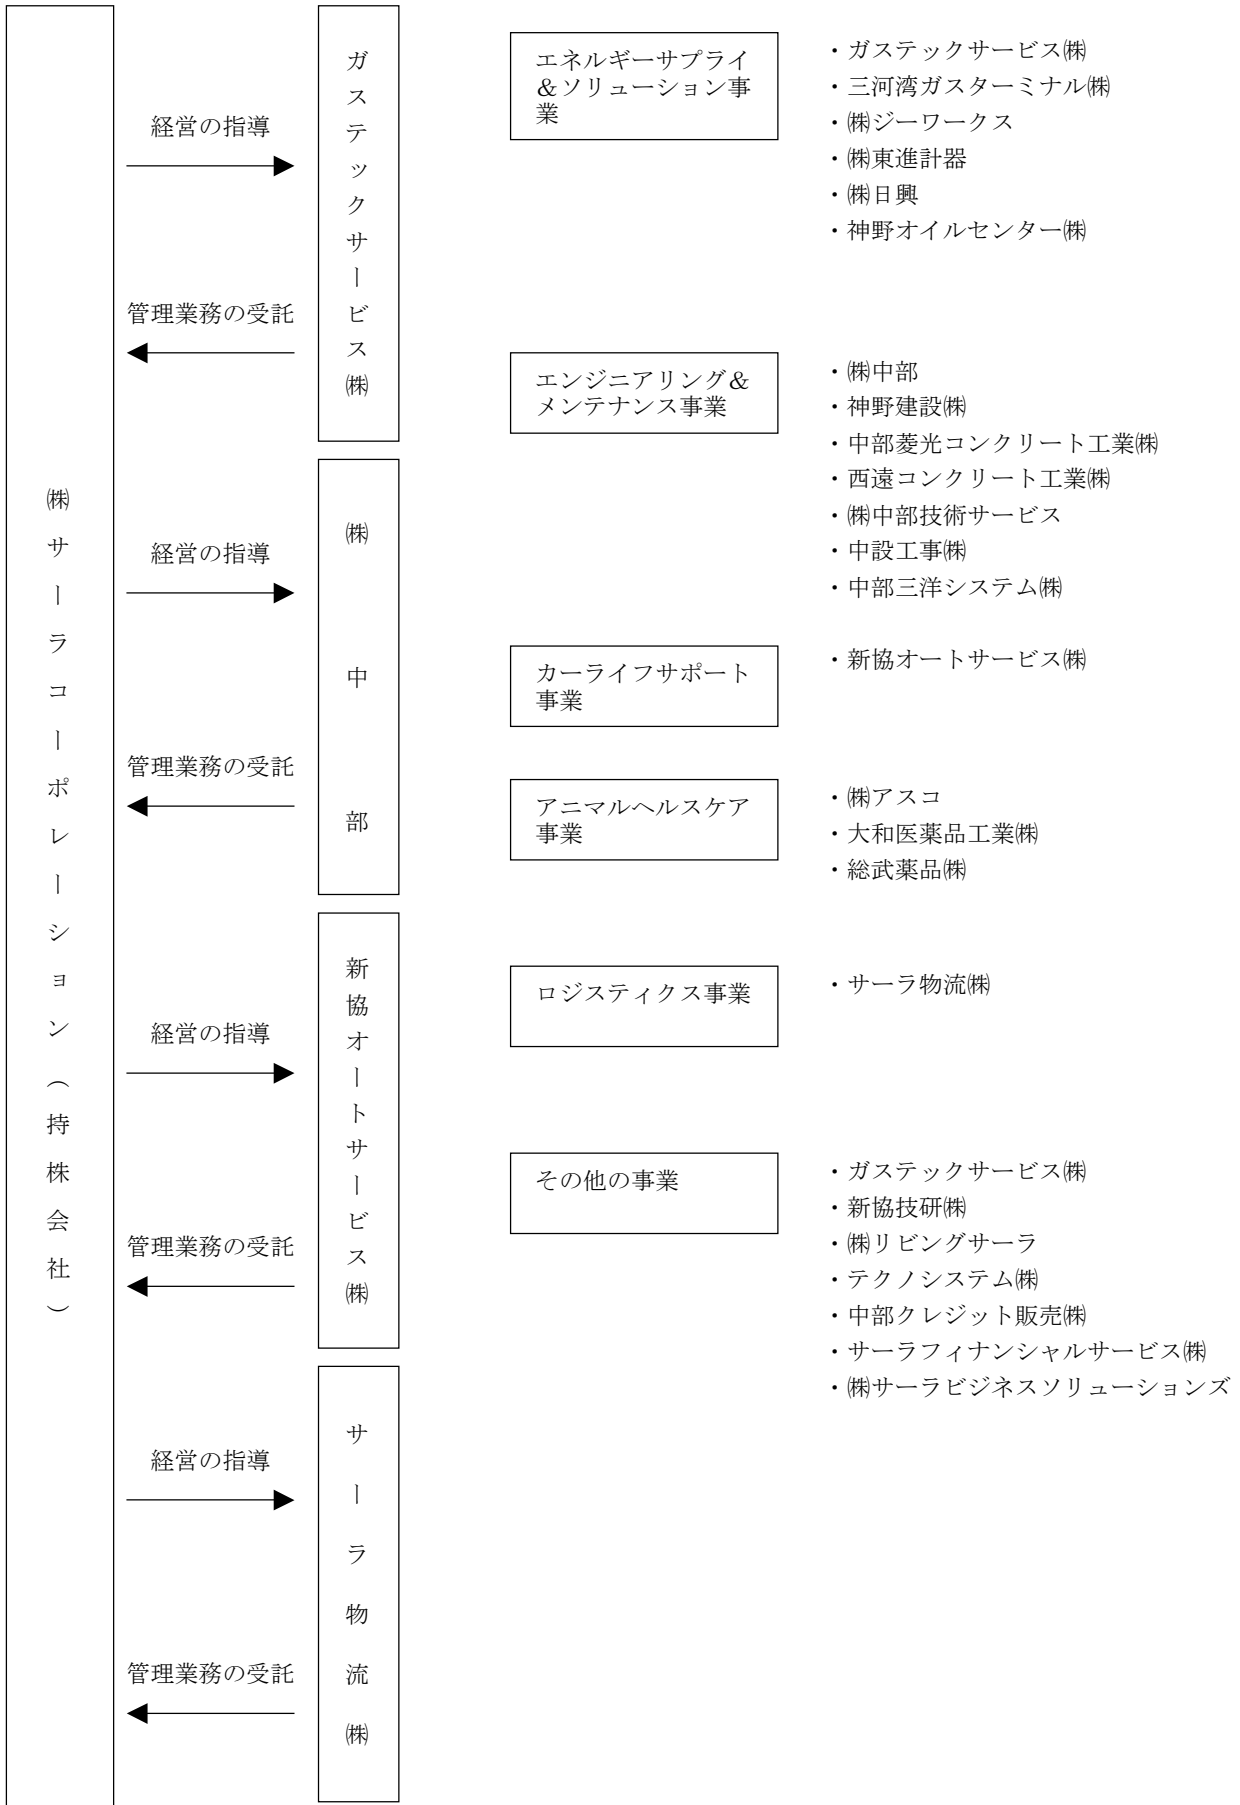 ㈱サーラコーポレーション（持株会社）
経営の指導
管理業務の受託
ガステックサービス㈱
経営の指導
管理業務の受託
㈱中部
経営の指導
管理業務の受託
新協オートサービス㈱
経営の指導
管理業務の受託
サーラ物流㈱
エネルギーサプライ
＆ソリューション事
業
・ガステックサービス㈱
・三河湾ガスターミナル㈱
・㈱ジーワークス
・㈱東進計器
・㈱日興
・神野オイルセンター㈱
エンジニアリング＆
メンテナンス事業
・㈱中部
・神野建設㈱
・中部菱光コンクリート工業㈱
・西遠コンクリート工業㈱
・㈱中部技術サービス
・中設工事㈱
・中部三洋システム㈱
カーライフサポート
事業
・新協オートサービス㈱
アニマルヘルスケア
事業
・㈱アスコ
・大和医薬品工業㈱
・総武薬品㈱
ロジスティクス事業
・サーラ物流㈱
その他の事業
・ガステックサービス㈱
・新協技研㈱
・㈱リビングサーラ
・テクノシステム㈱
・中部クレジット販売㈱
・サーラフィナンシャルサービス㈱
・㈱サーラビジネスソリューションズ